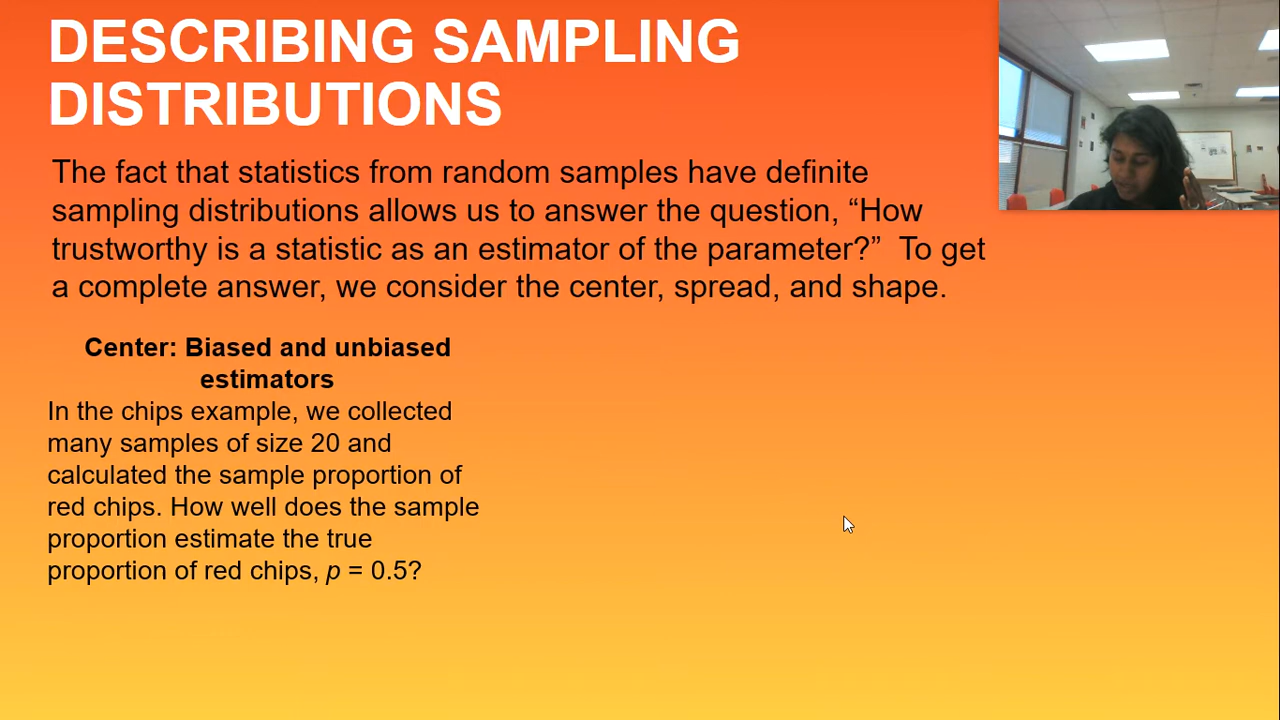 DESCRIBING SAMPLING
DISTRIBUTIONS
The fact that statistics from random samples have definite
sampling distributions allows us to answer the question, “How
trustworthy is a statistic as an estimator of the parameter?”  To get
a complete answer, we consider the center, spread, and shape.
Center: Biased and unbiased
estimators
In the chips example, we collected
many samples of size 20 and
calculated the sample proportion of
red chips. How well does the sample
proportion estimate the true
proportion of red chips, p = 0.5?